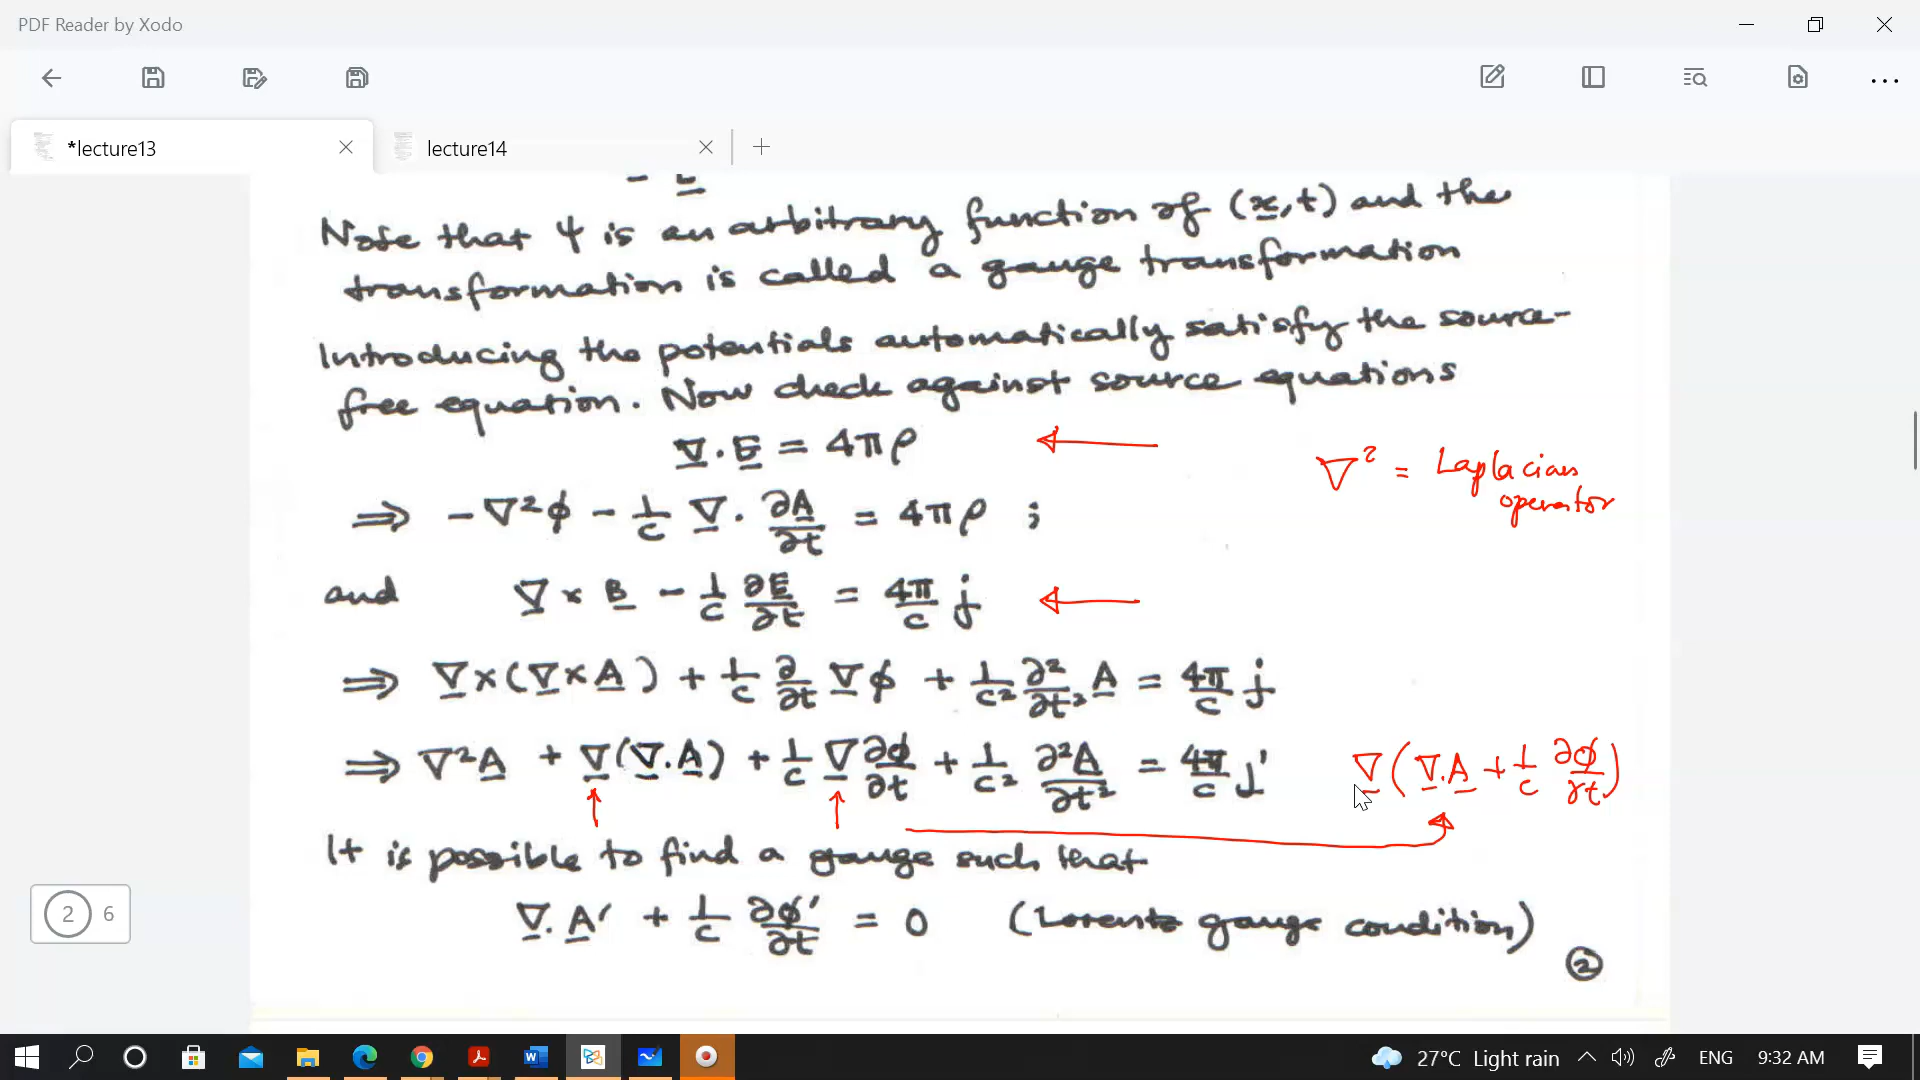 PDF Reader by Xodo
*lecture13
lecture14
Note that ψ is an arbitrary function of (x,t) and the
transformation is called a gauge transformation
Introducing the potentials automatically satisfy the source-
free equation. Now check against source equations
∇.E = 4πρ
∇² = Laplacian
operator
⇒ -∇²φ - 1/c ∇. ∂A/∂t = 4πρ ;
and ∇×B - 1/c ∂E/∂t = 4π/c j
⇒ ∇×(∇×A) + 1/c ∂/∂t ∇φ + 1/c² ∂²/∂t² A = 4π/c j
⇒ ∇²A + ∇(∇.A) + 1/c ∇ ∂φ/∂t + 1/c² ∂²A/∂t² = 4π/c j
∇(∇.A + 1/c ∂φ/∂t)
It is possible to find a gauge such that
∇.A' + 1/c ∂φ'/∂t = 0 (Lorentz gauge condition)
2
2 6
27°C Light rain
ENG
9:32 AM